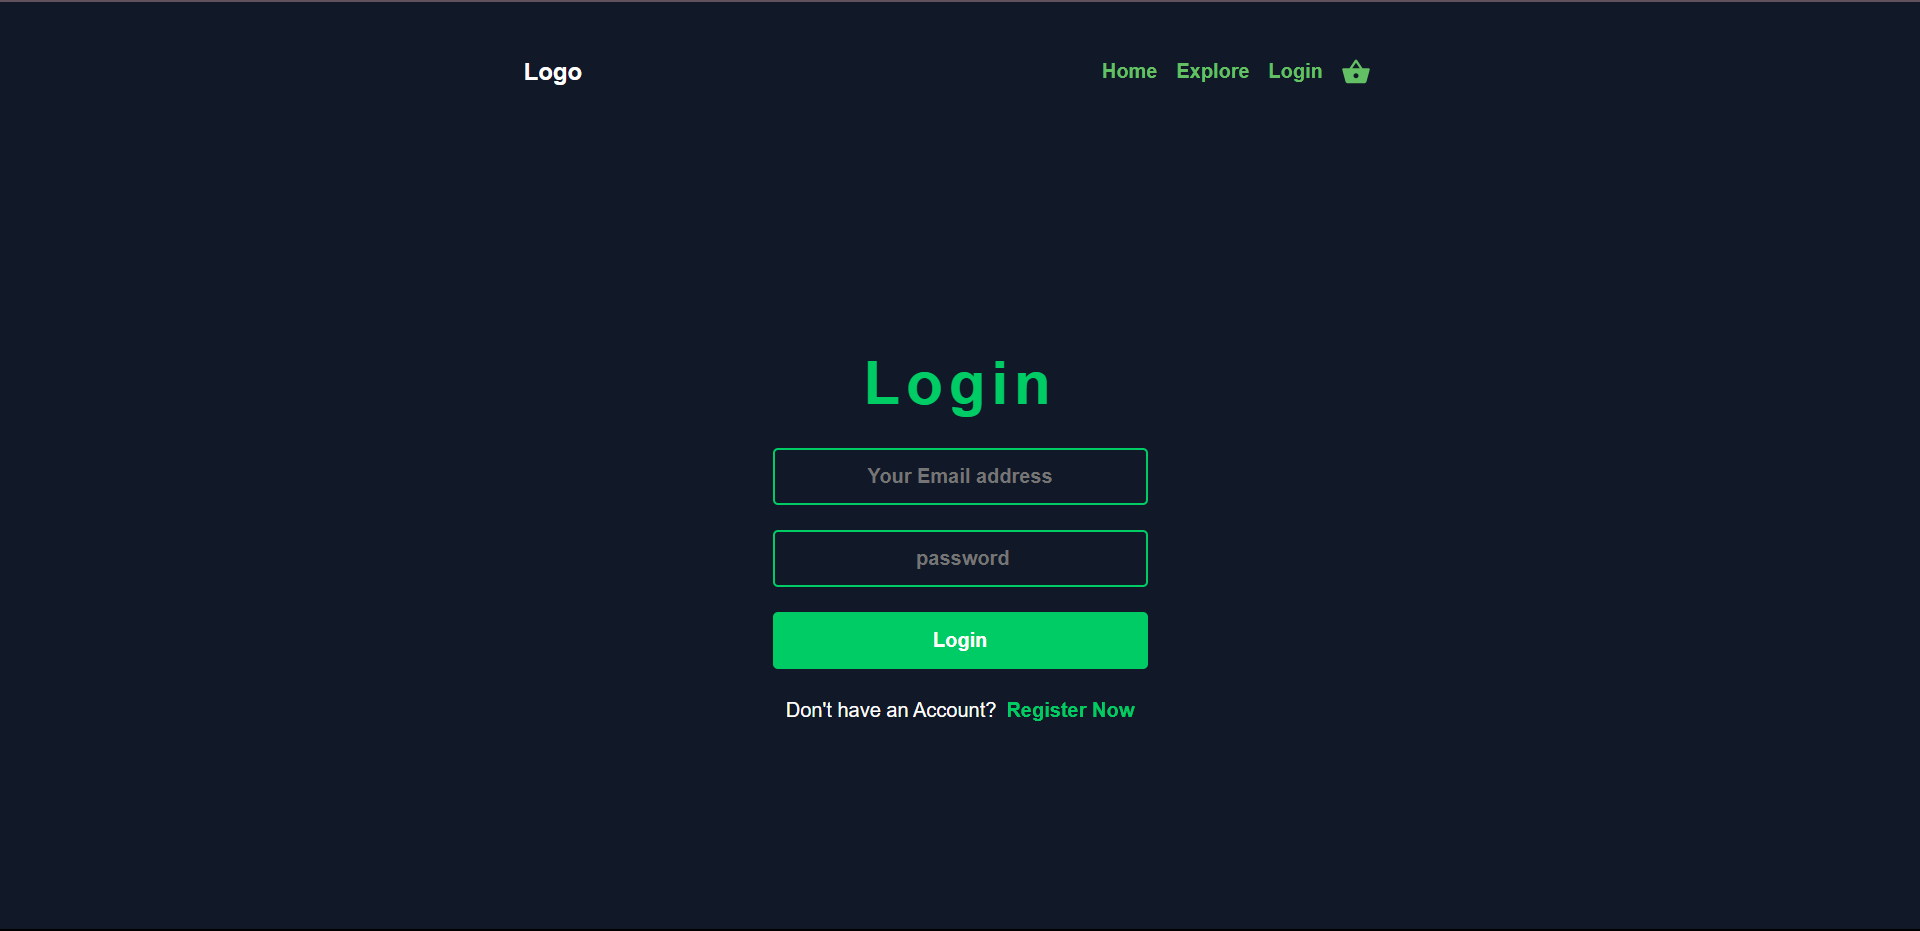 Logo
Home Explore Login
Login
Your Email address
password
Login
Don't have an Account? Register Now